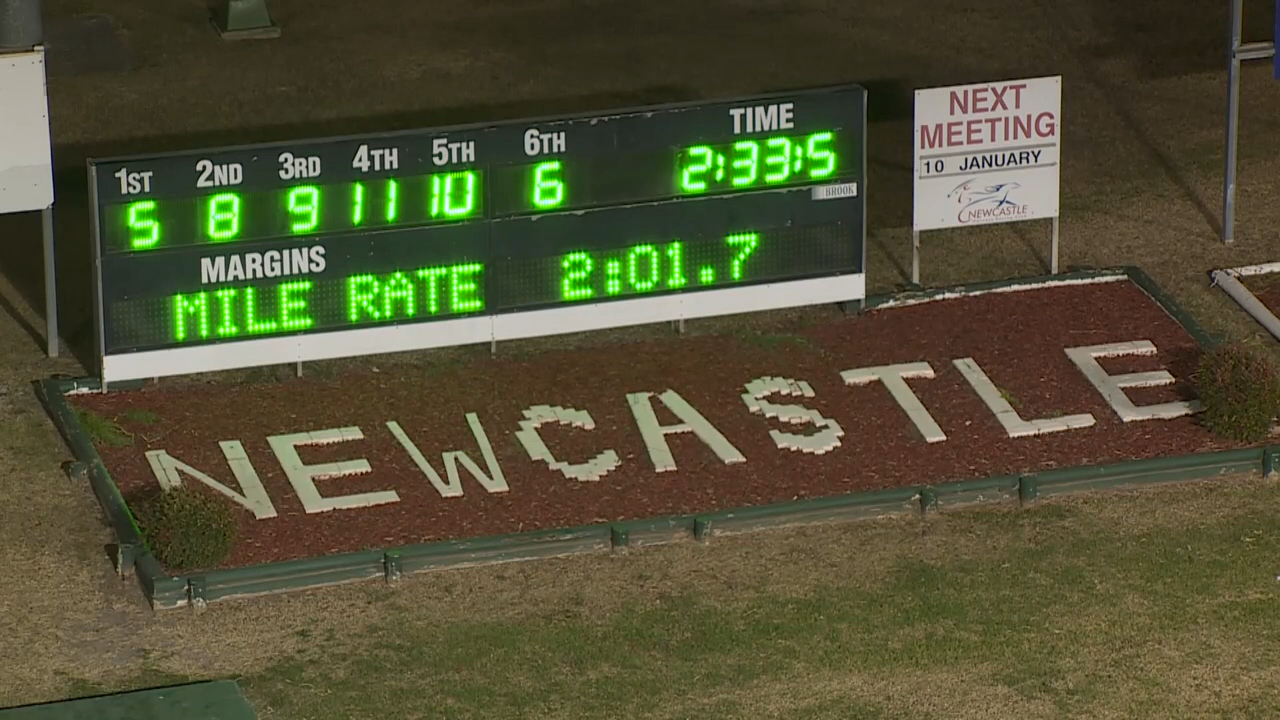 1ST 2ND 3RD 4TH 5TH 6TH TIME
5 8 9 11 10 6 2:33:5
BROOK
MARGINS
MILE RATE 2:01.7
NEXT
MEETING
10 JANUARY
NEWCASTLE
NEWCASTLE